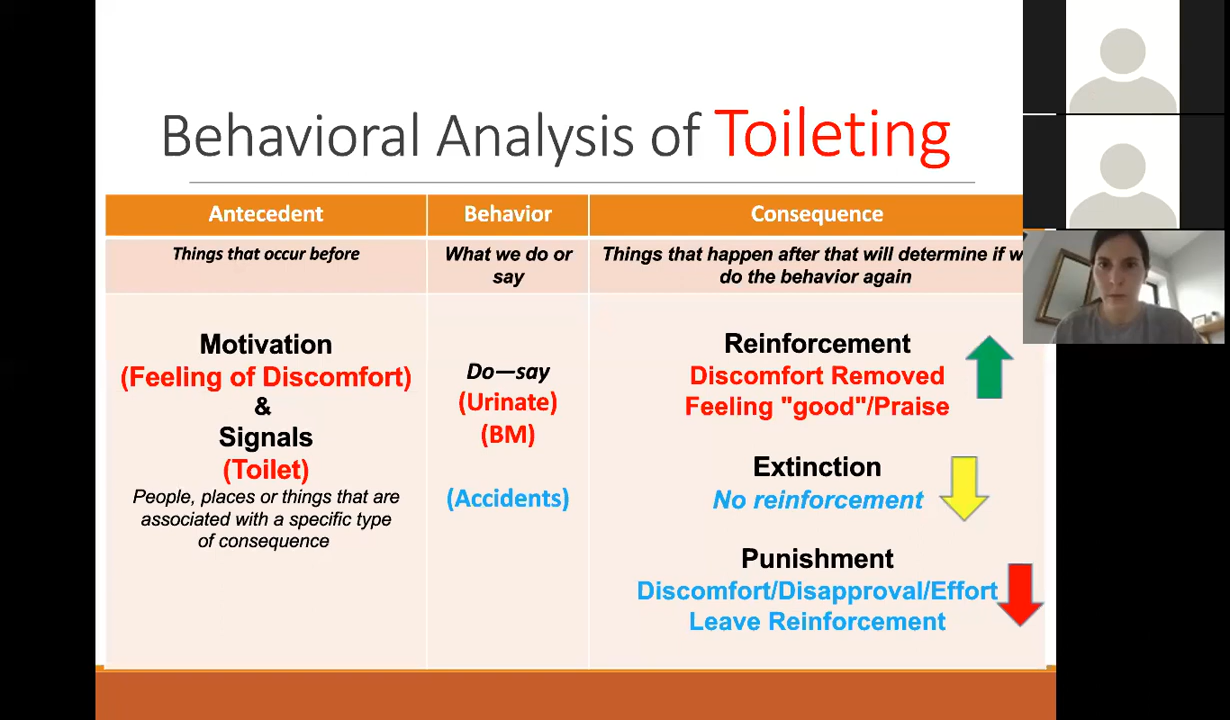 Behavioral Analysis of Toileting
Antecedent
Behavior
Consequence
Things that occur before
What we do or
say
Things that happen after that will determine if w
do the behavior again
Motivation
(Feeling of Discomfort)
&
Signals
(Toilet)
People, places or things that are
associated with a specific type
of consequence
Do—say
(Urinate)
(BM)
(Accidents)
Reinforcement
Discomfort Removed
Feeling "good"/Praise
Extinction
No reinforcement
Punishment
Discomfort/Disapproval/Effort
Leave Reinforcement